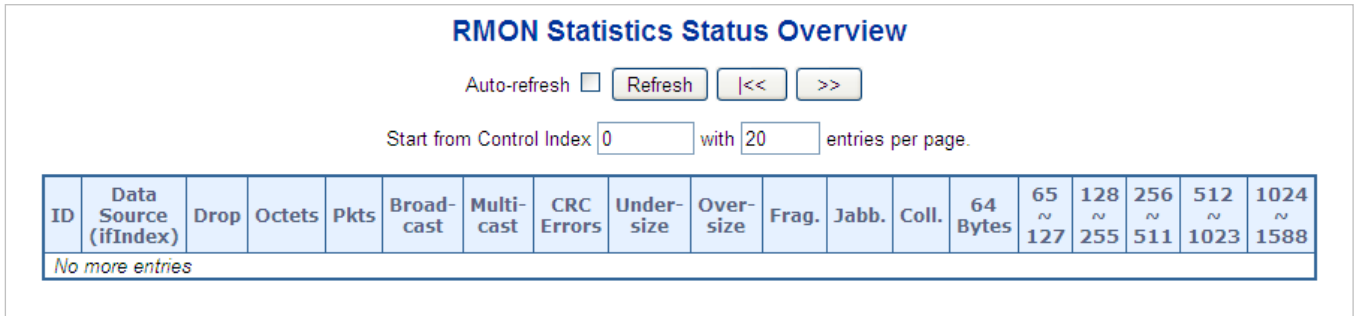 RMON Statistics Status Overview
Auto-refresh Refresh |<< >>
Start from Control Index 0 with 20 entries per page.
ID Data Source (ifIndex) Drop Octets Pkts Broad-cast Multi-cast CRC Errors Under-size Over-size Frag. Jabb. Coll. 64 Bytes 65 ~ 127 128 ~ 255 256 ~ 511 512 ~ 1023 1024 ~ 1588
No more entries